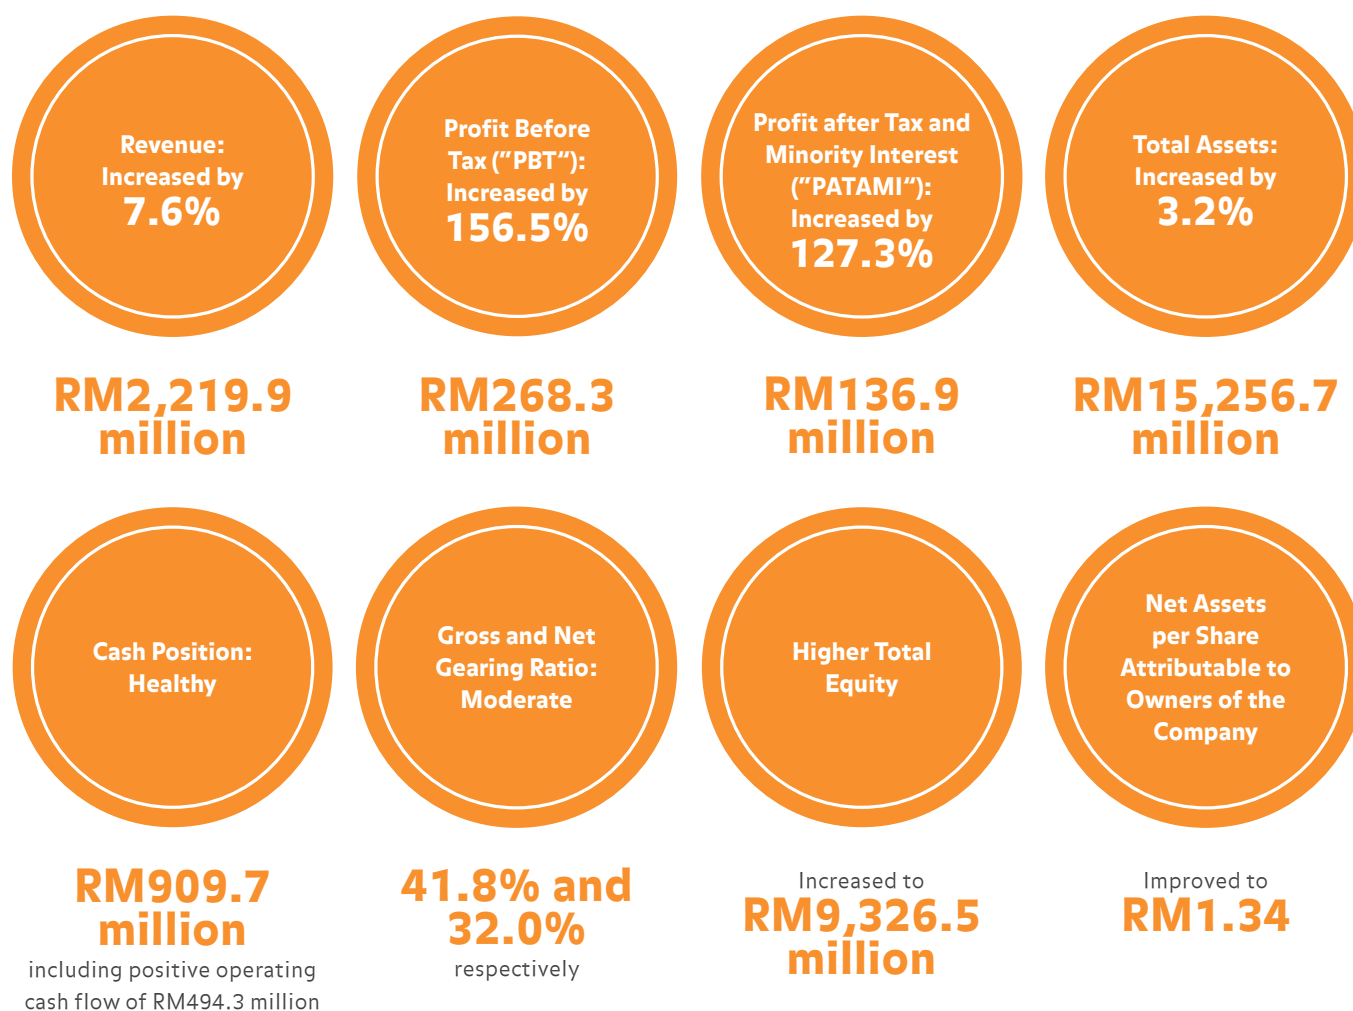 Revenue:
Increased by
7.6%
RM2,219.9
million
Profit Before
Tax (”PBT“):
Increased by
156.5%
RM268.3
million
Profit after Tax and
Minority Interest
(”PATAMI“):
Increased by
127.3%
RM136.9
million
Total Assets:
Increased by
3.2%
RM15,256.7
million
Cash Position:
Healthy
RM909.7
million
including positive operating
cash flow of RM494.3 million
Gross and Net
Gearing Ratio:
Moderate
41.8% and
32.0%
respectively
Higher Total
Equity
Increased to
RM9,326.5
million
Net Assets
per Share
Attributable to
Owners of the
Company
Improved to
RM1.34